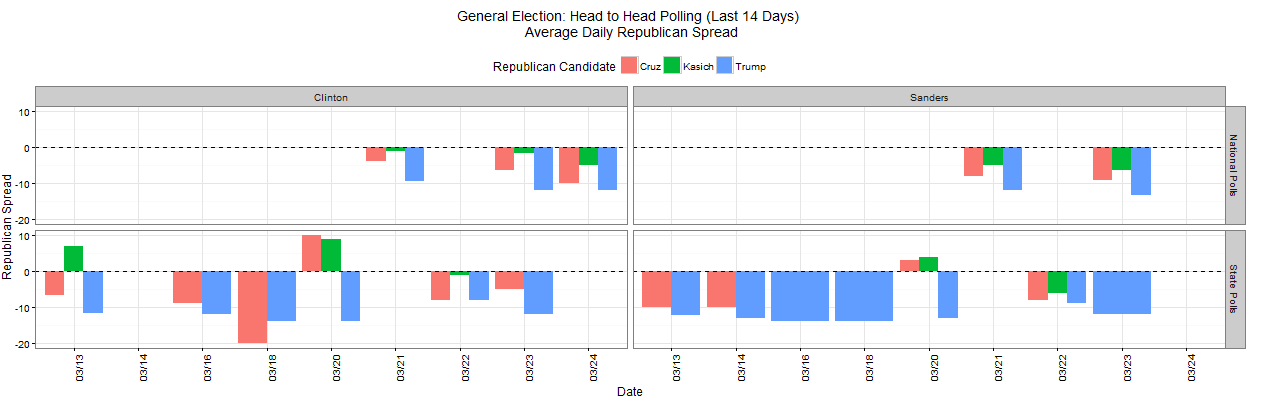 General Election: Head to Head Polling (Last 14 Days)
Average Daily Republican Spread
Republican Candidate Cruz Kasich Trump
Clinton Sanders
10
0
-10
-20
National Polls
Republican Spread
10
0
-10
-20
State Polls
03/13 03/14 03/16 03/18 03/20 03/21 03/22 03/23 03/24 03/13 03/14 03/16 03/18 03/20 03/21 03/22 03/23 03/24
Date